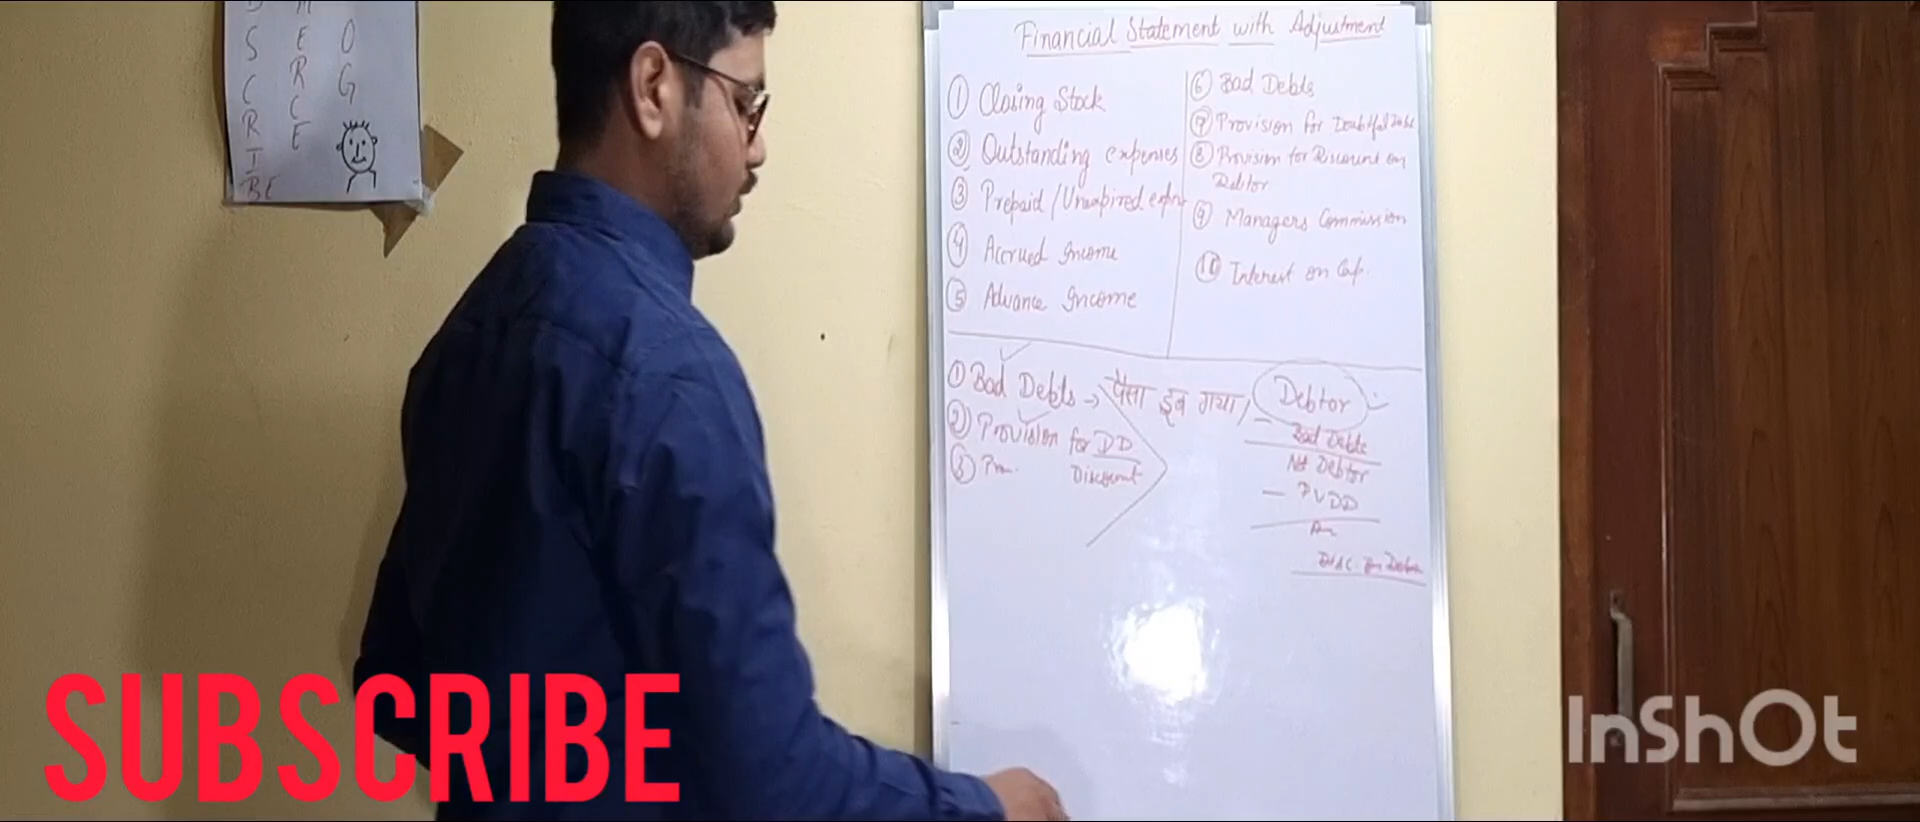 S
C
R
I
BE
M
E
R
C
E
O
G
Financial Statement with Adjustment
① Closing Stock
② Outstanding expenses
③ Prepaid / Unexpired
④ Accrued Income
⑤ Advance Income
⑥ Bad Debts
⑦ Provision for Doubtful Debts
⑧ Provision for Discount on
Debtor
⑨ Managers Commission
⑩ Interest on Cap.
① Bad Debts → पैसा डूब गया /
② Provision for DD
③ Pro.
Discount
Debtor
– Bad Debts
Net Debtor
– PVDD
Debtor
SUBSCRIBE
InShOt